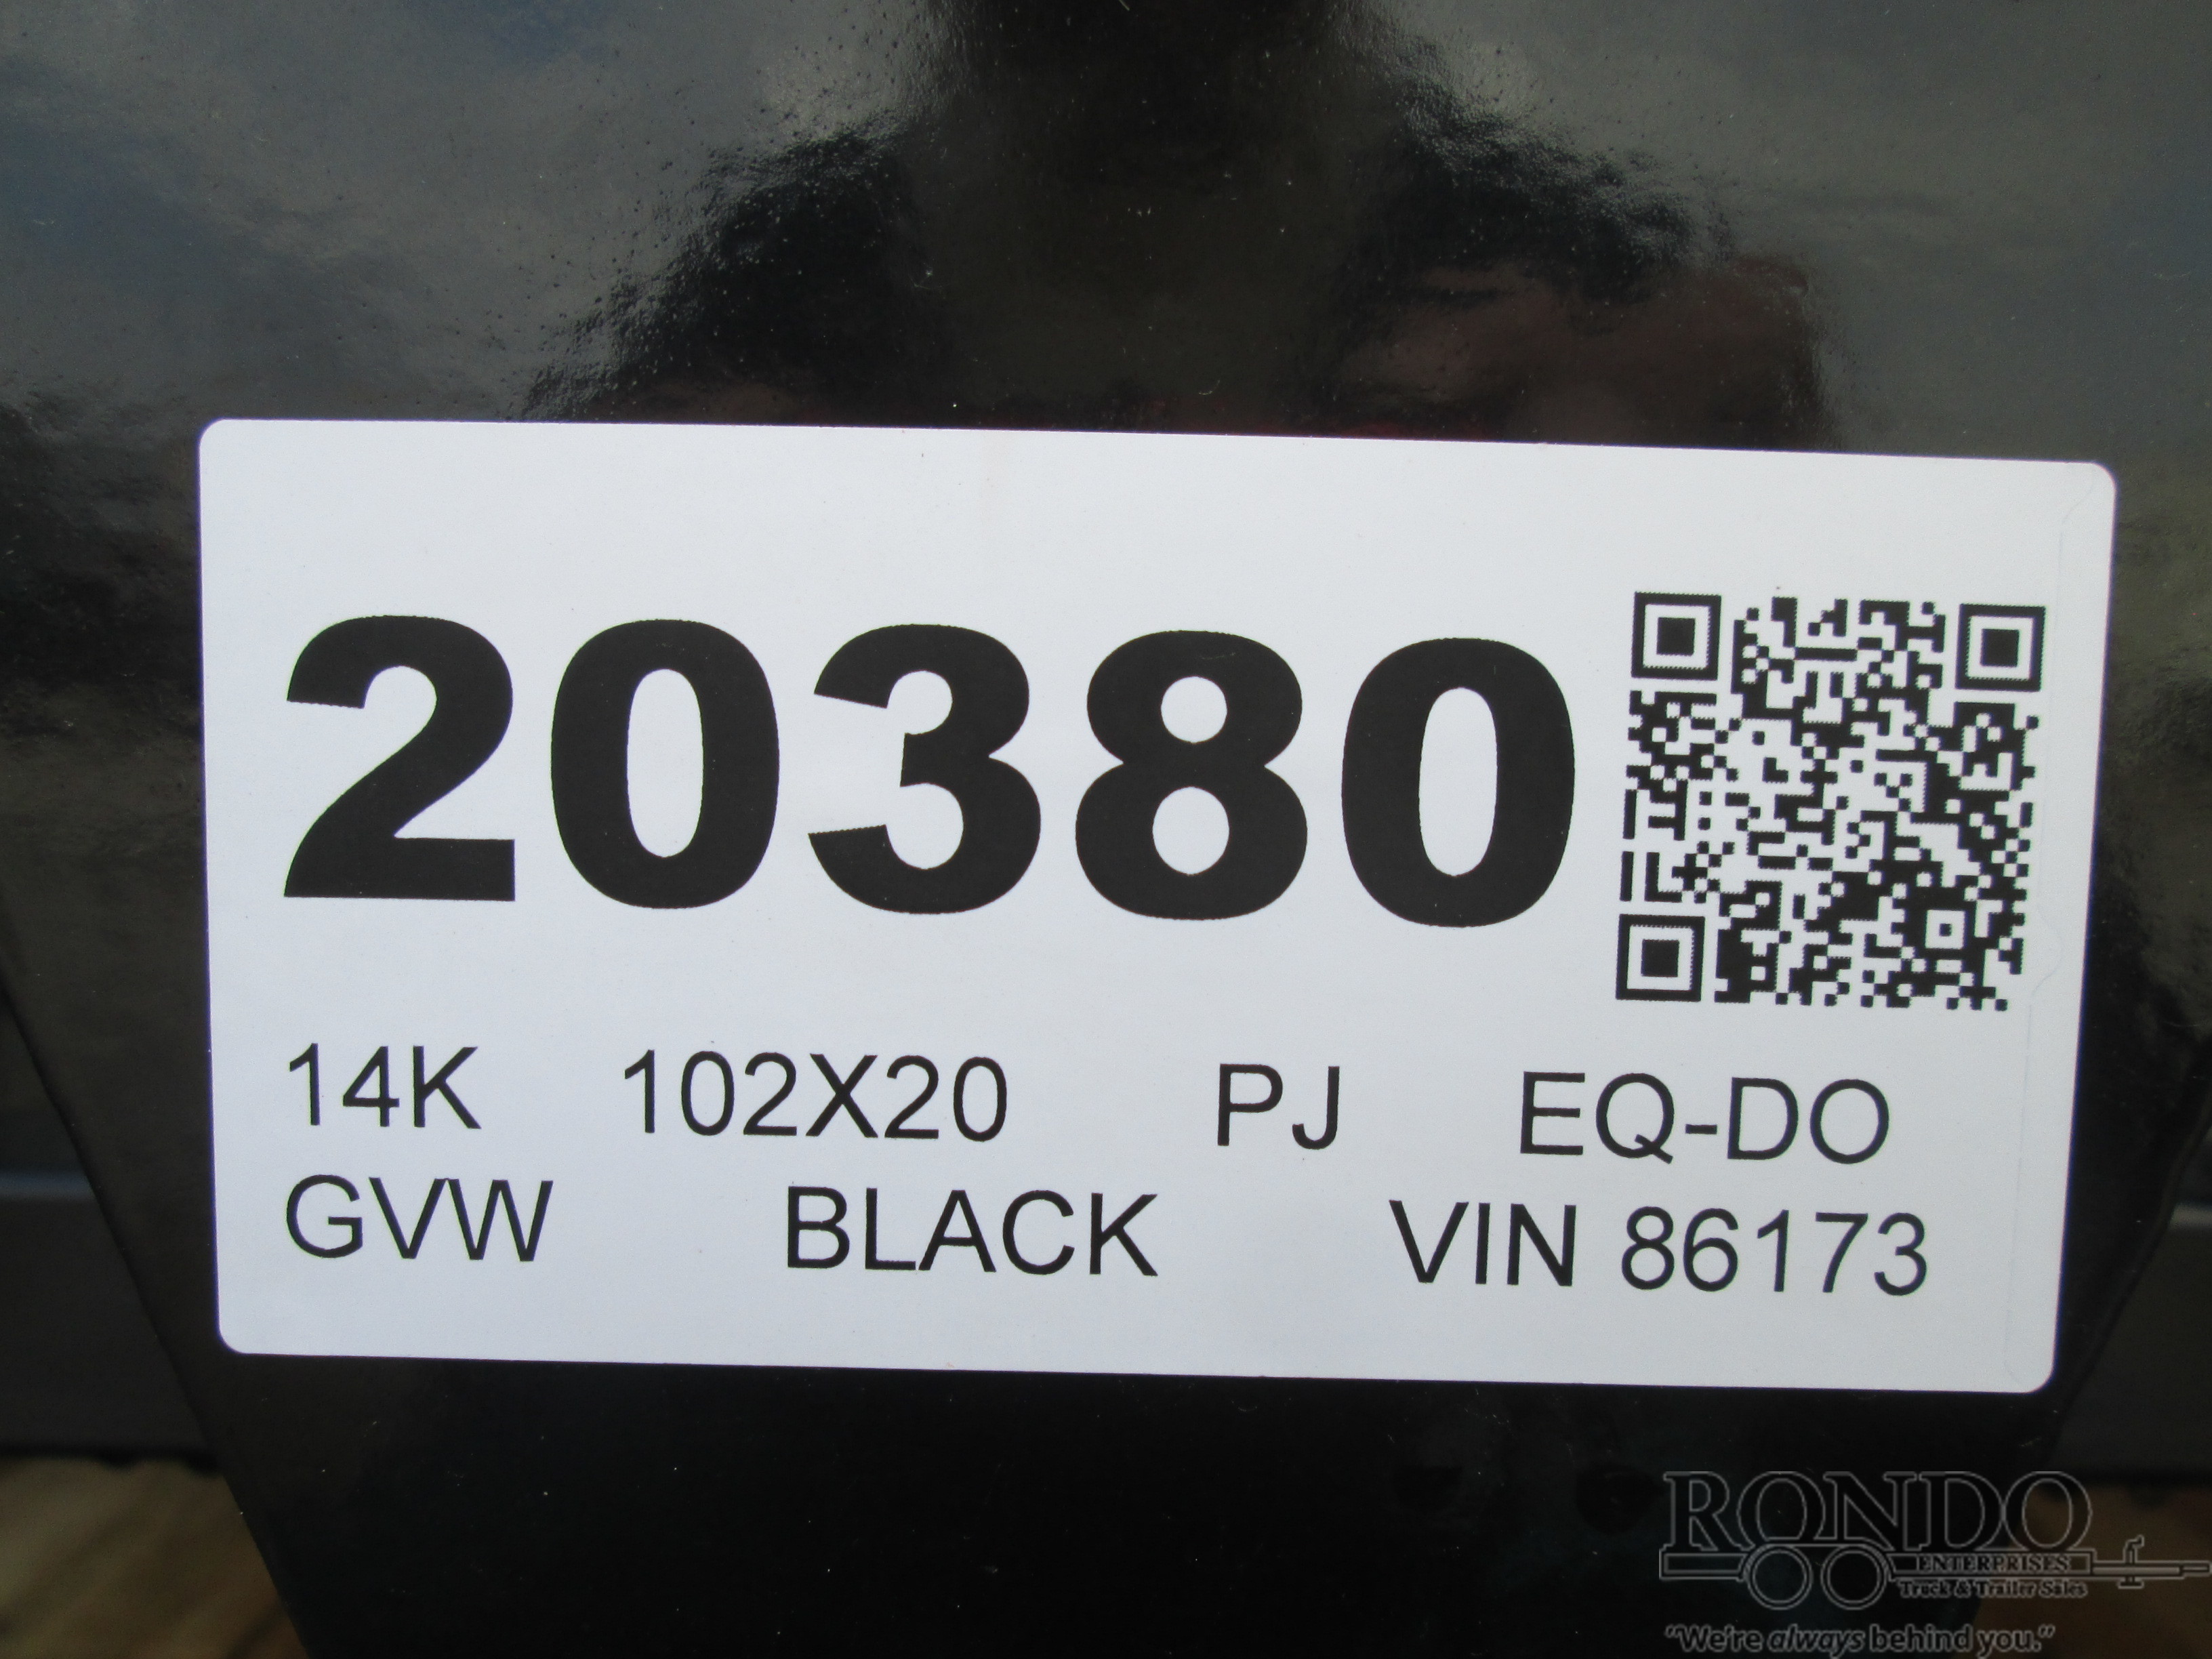 20380
14K 102X20 PJ EQ-DO
GVW BLACK VIN 86173
RONDO
ENTERPRISES
Truck & Trailer Sales
"We're always behind you."